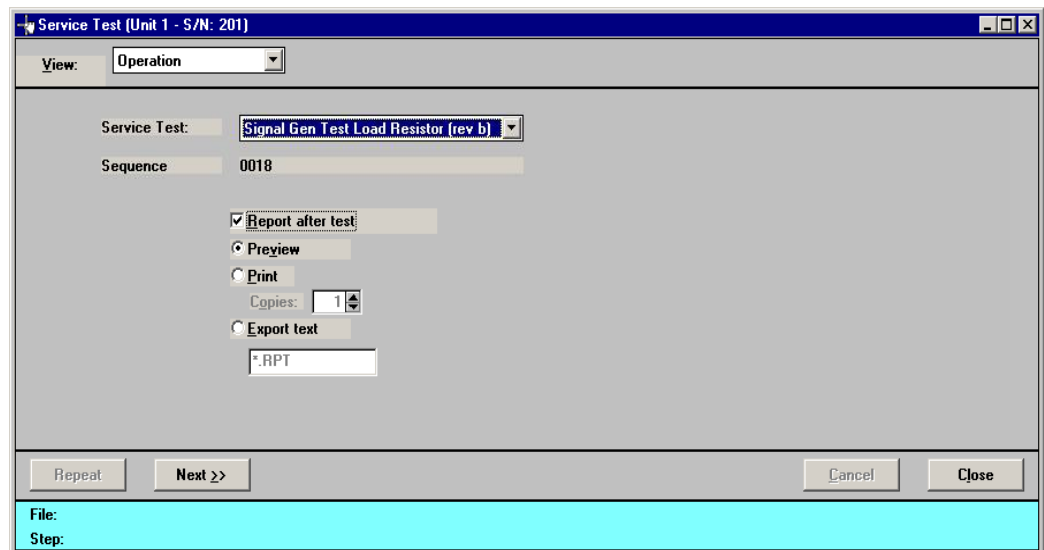 Service Test (Unit 1 - S/N: 201)
View: Operation
Service Test: Signal Gen Test Load Resistor (rev b)
Sequence 0018
Report after test
Preview
Print
Copies: 1
Export text
*.RPT
Repeat Next >> Cancel Close
File:
Step: